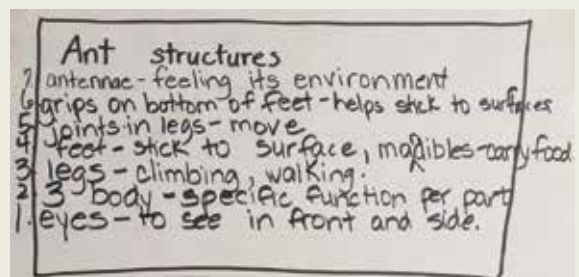 Ant structures
7 antennae - feeling its environment
6 grips on bottom of feet - helps stick to surfaces
5 joints in legs - move
4 feet - stick to surface, mandibles - carry food
3 legs - climbing, walking.
2 3 body - specific function per part
1. eyes - to see in front and side.